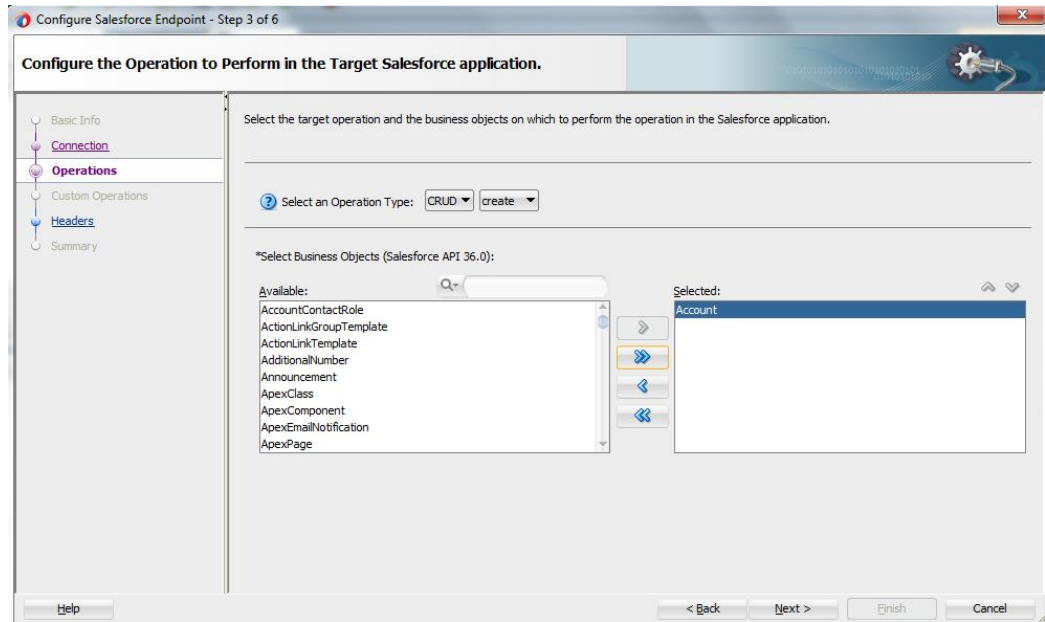 Configure Salesforce Endpoint - Step 3 of 6
Configure the Operation to Perform in the Target Salesforce application.
Basic Info
Connection
Operations
Custom Operations
Headers
Summary
Select the target operation and the business objects on which to perform the operation in the Salesforce application.
Select an Operation Type: CRUD create
*Select Business Objects (Salesforce API 36.0):
Available:
AccountContactRole
ActionLinkGroupTemplate
ActionLinkTemplate
AdditionalNumber
Announcement
ApexClass
ApexComponent
ApexEmailNotification
ApexPage
Selected:
Account
Help
< Back
Next >
Finish
Cancel